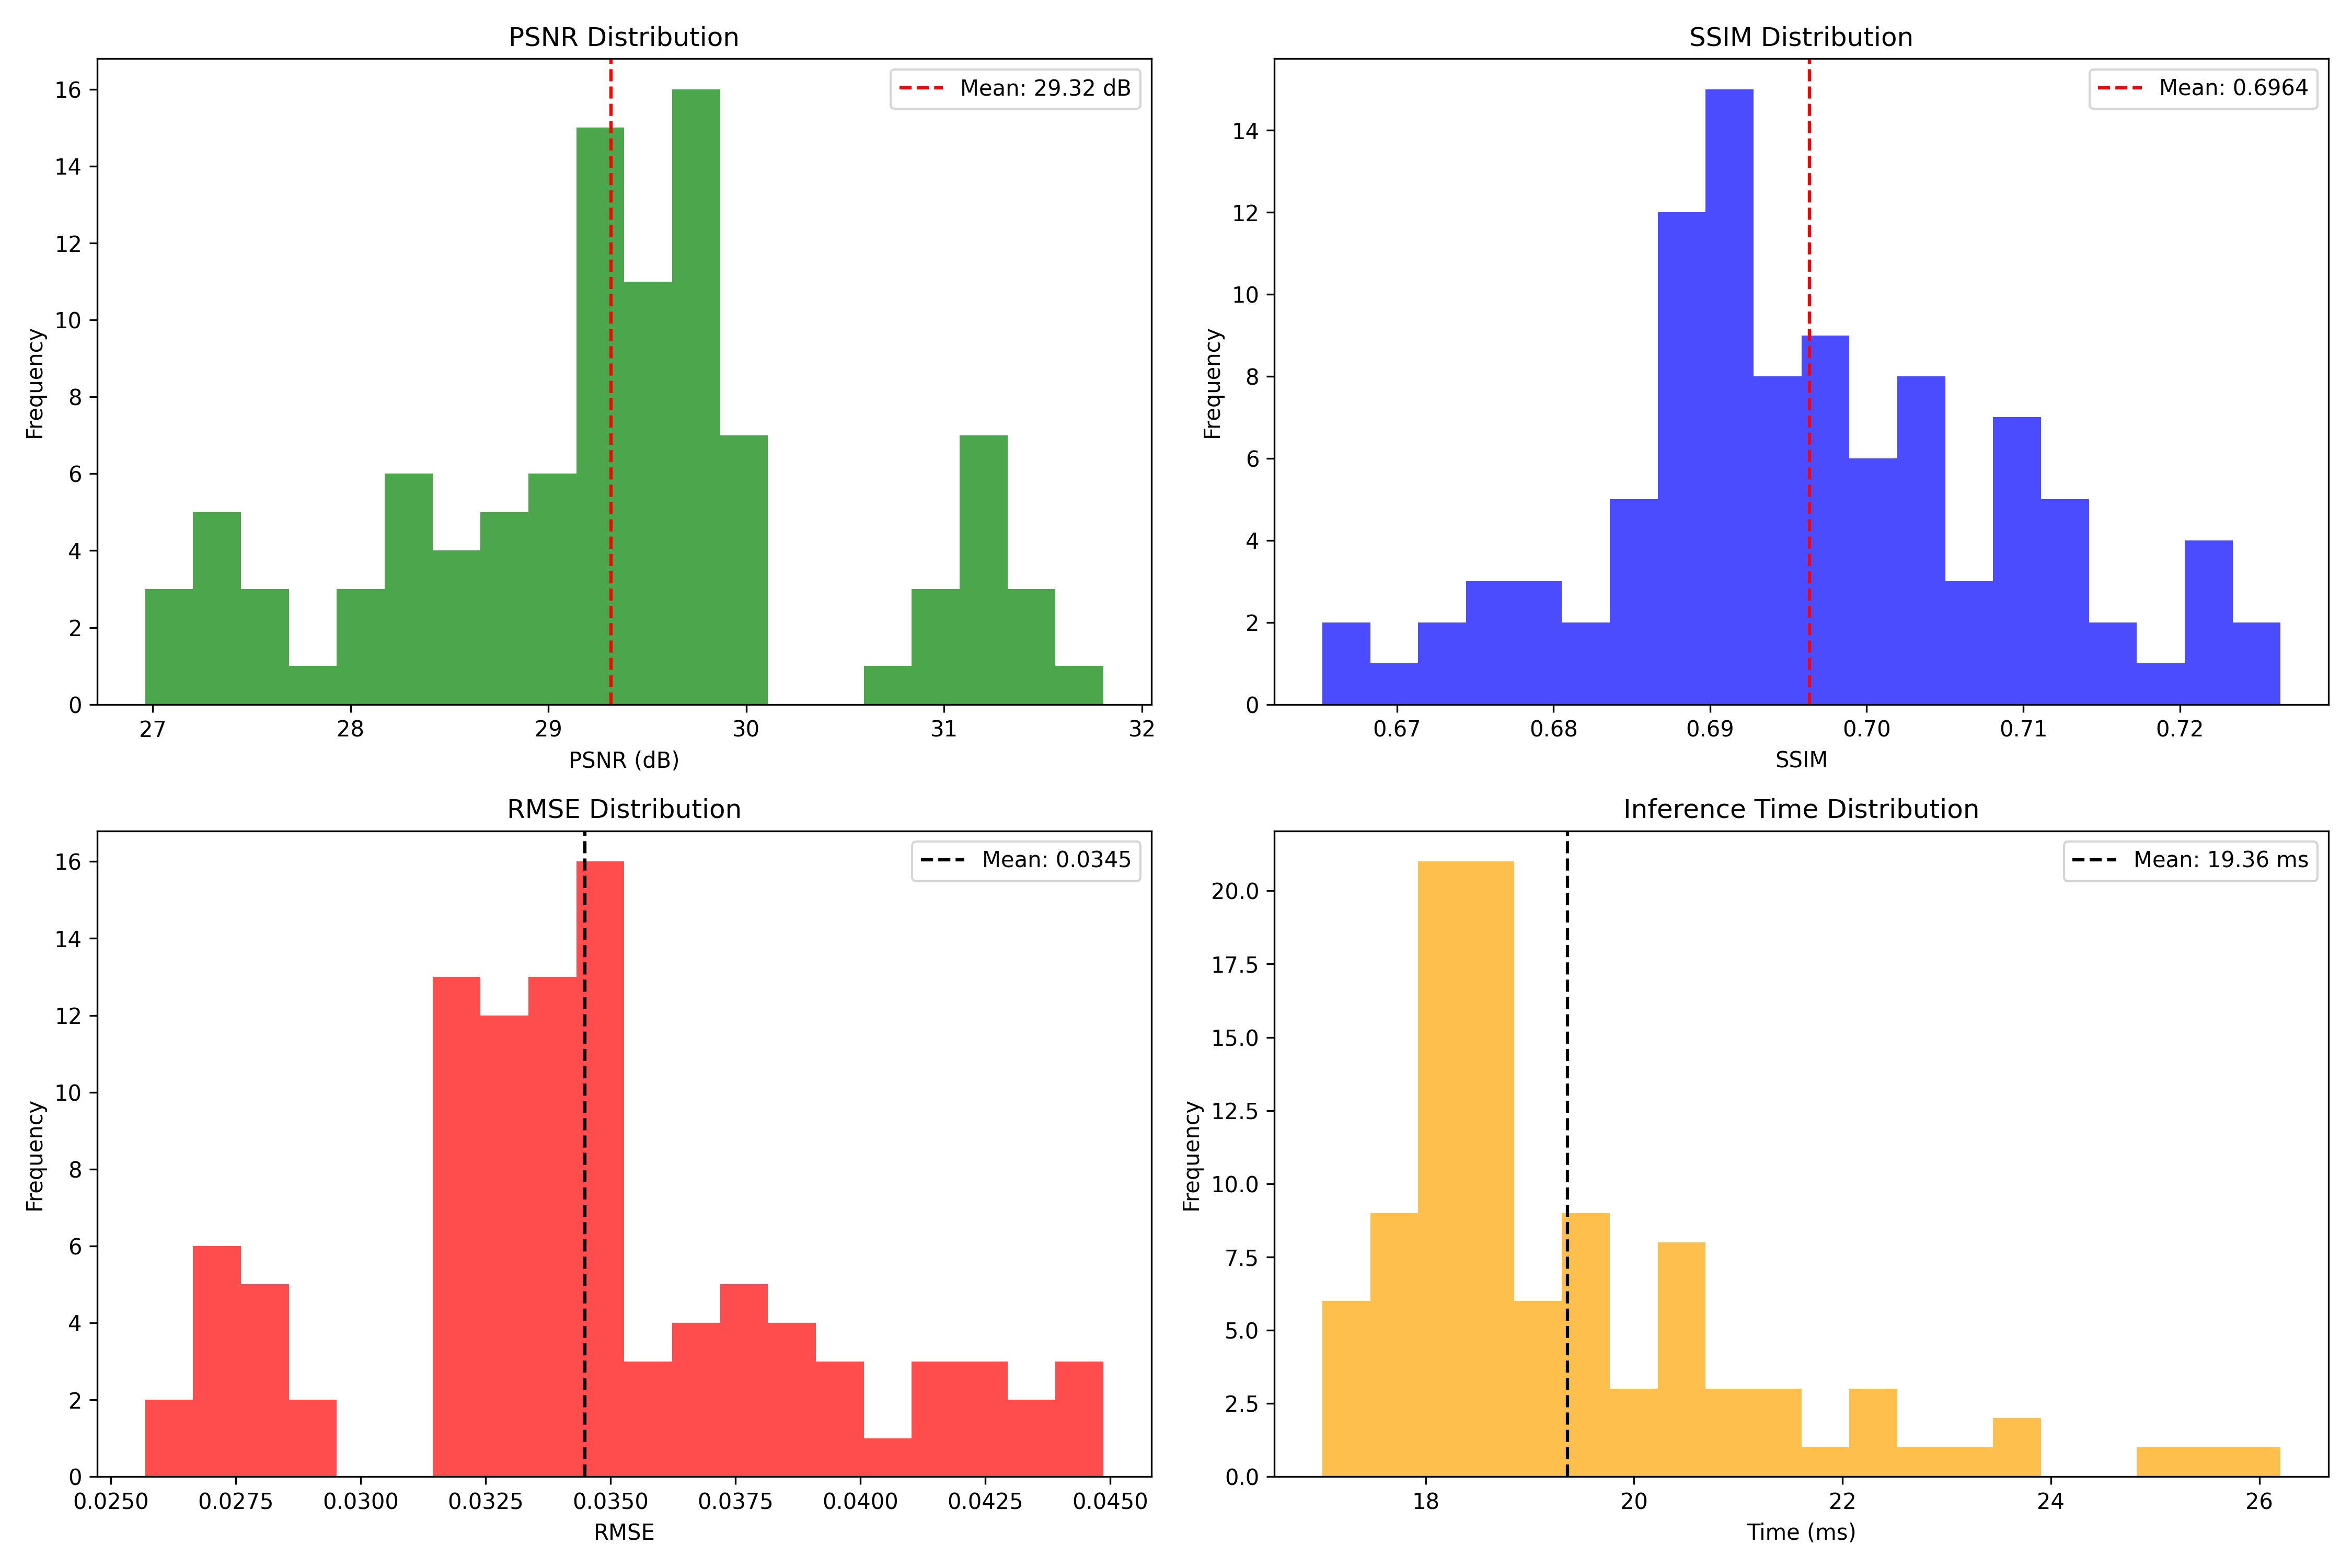 PSNR Distribution
Mean: 29.32 dB
Frequency
16
14
12
10
8
6
4
2
0
27 28 29 30 31 32
PSNR (dB)
SSIM Distribution
Mean: 0.6964
Frequency
14
12
10
8
6
4
2
0
0.67 0.68 0.69 0.70 0.71 0.72
SSIM
RMSE Distribution
Mean: 0.0345
Frequency
16
14
12
10
8
6
4
2
0
0.0250 0.0275 0.0300 0.0325 0.0350 0.0375 0.0400 0.0425 0.0450
RMSE
Inference Time Distribution
Mean: 19.36 ms
Frequency
20.0
17.5
15.0
12.5
10.0
7.5
5.0
2.5
0.0
18 20 22 24 26
Time (ms)